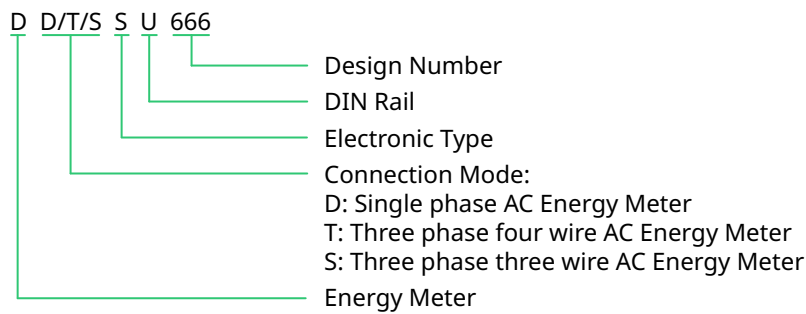 D D/T/S S U 666
Design Number
DIN Rail
Electronic Type
Connection Mode:
D: Single phase AC Energy Meter
T: Three phase four wire AC Energy Meter
S: Three phase three wire AC Energy Meter
Energy Meter